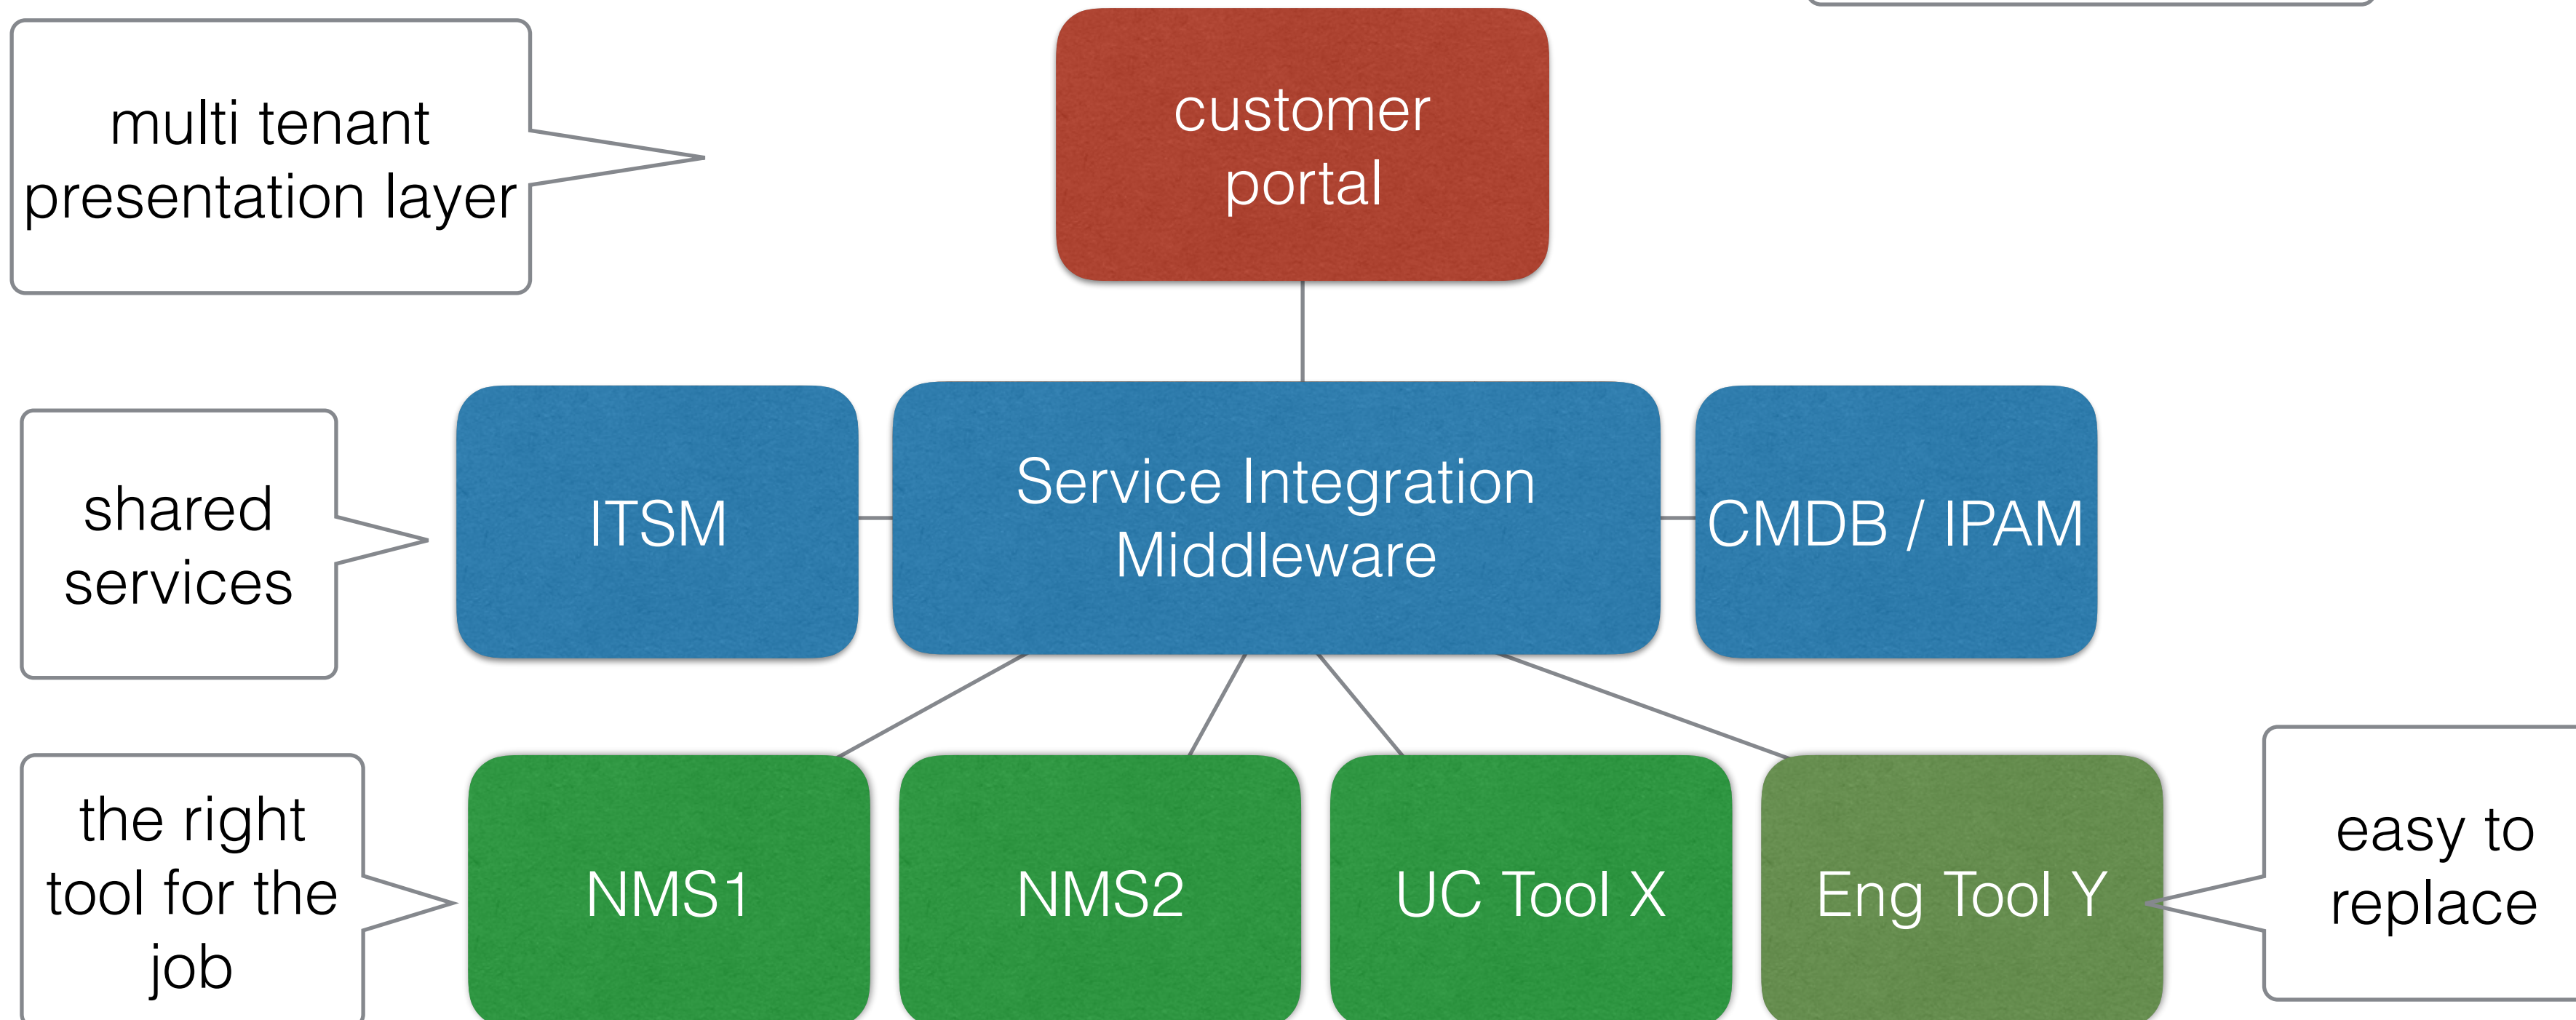 multi tenant
presentation layer
customer
portal
shared
services
ITSM
Service Integration
Middleware
CMDB / IPAM
the right
tool for the
job
NMS1
NMS2
UC Tool X
Eng Tool Y
easy to
replace